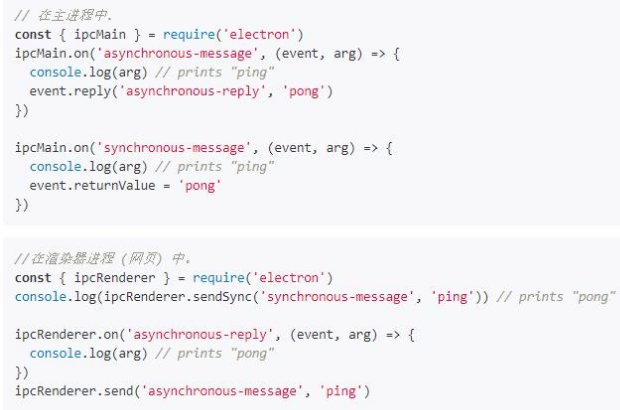 // 在主进程中.
const { ipcMain } = require('electron')
ipcMain.on('asynchronous-message', (event, arg) => {
  console.log(arg) // prints "ping"
  event.reply('asynchronous-reply', 'pong')
})

ipcMain.on('synchronous-message', (event, arg) => {
  console.log(arg) // prints "ping"
  event.returnValue = 'pong'
})

//在渲染器进程 (网页) 中。
const { ipcRenderer } = require('electron')
console.log(ipcRenderer.sendSync('synchronous-message', 'ping')) // prints "pong"

ipcRenderer.on('asynchronous-reply', (event, arg) => {
  console.log(arg) // prints "pong"
})
ipcRenderer.send('asynchronous-message', 'ping')